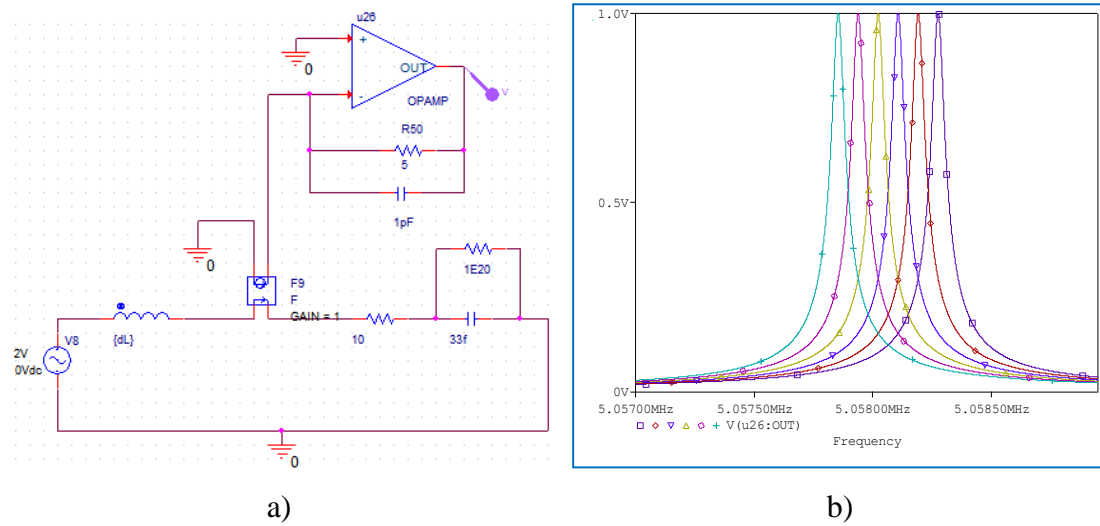 u26
+
OUT
-
OPAMP
V
0
R50
5
1pF
0
1E20
F9
F
GAIN = 1
V8
{dL}
10
33f
2V
0Vdc
0
a)
1.0V
0.5V
0V
5.05700MHz 5.05750MHz 5.05800MHz 5.05850MHz
V(u26:OUT)
Frequency
b)